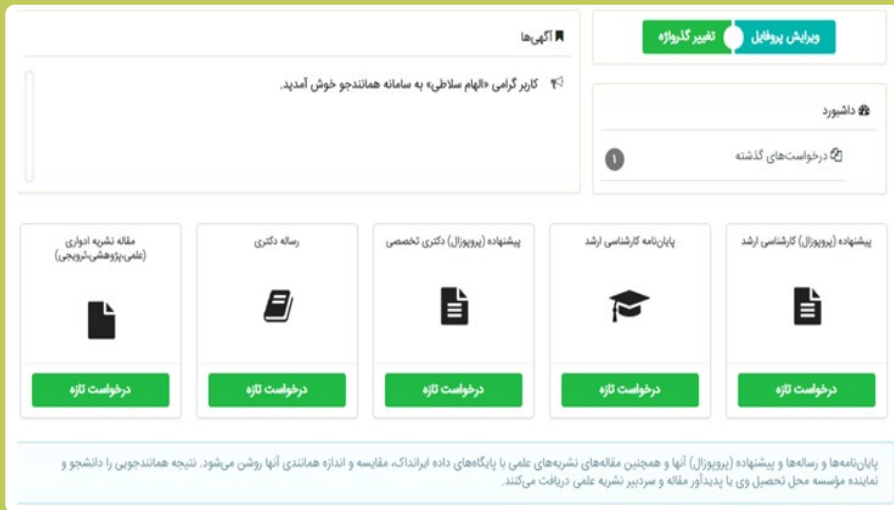 ویرایش پروفایل
تغییر گذرواژه
داشبورد
درخواست‌های گذشته
۱
آگهی‌ها
کاربر گرامی «الهام سلاطی» به سامانه همانندجو خوش آمدید.
پیشنهاده (پروپوزال) کارشناسی ارشد
درخواست تازه
پایان‌نامه کارشناسی ارشد
درخواست تازه
پیشنهاده (پروپوزال) دکتری تخصصی
درخواست تازه
رساله دکتری
درخواست تازه
مقاله نشریه ادواری
(علمی،پژوهشی،ترویجی)
درخواست تازه
پایان‌نامه‌ها و رساله‌ها و پیشنهاده (پروپوزال) آنها و همچنین مقاله‌های نشریه‌های علمی با پایگاه‌های داده ایرانداک، مقایسه و اندازه همانندی آنها روشن می‌شود. نتیجه همانندجویی را دانشجو و
نماینده مؤسسه محل تحصیل وی یا پدیدآور مقاله و سردبیر نشریه علمی دریافت می‌کنند.